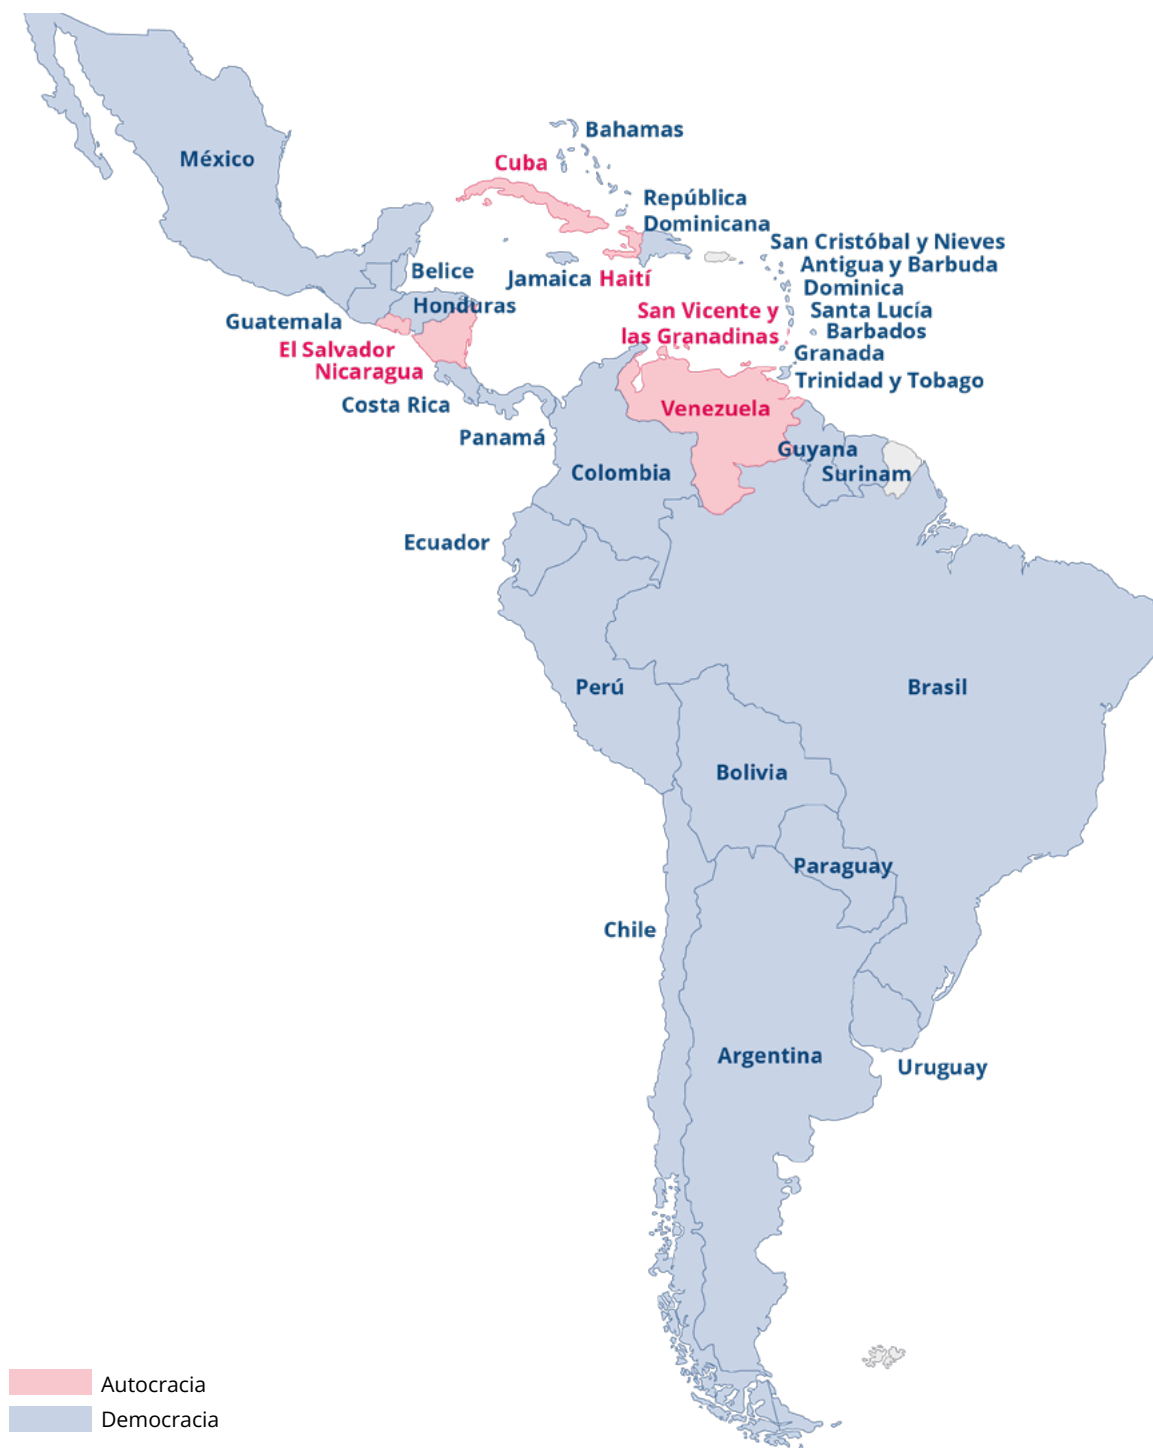 Bahamas
México
Cuba
República
Dominicana
San Cristóbal y Nieves
Antigua y Barbuda
Belice
Jamaica
Haití
Dominica
Honduras
San Vicente y
las Granadinas
Santa Lucía
Guatemala
Barbados
El Salvador
Granada
Nicaragua
Trinidad y Tobago
Costa Rica
Venezuela
Panamá
Guyana
Colombia
Surinam
Ecuador
Perú
Brasil
Bolivia
Paraguay
Chile
Argentina
Uruguay
Autocracia
Democracia